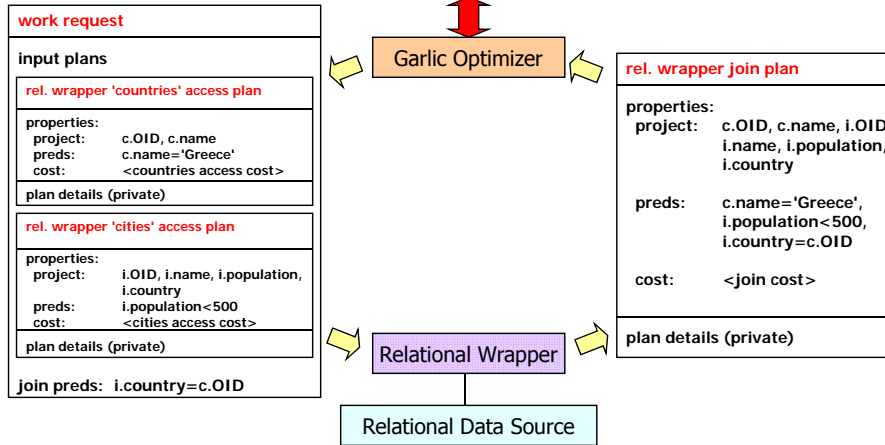 work request
input plans
rel. wrapper 'countries' access plan
properties:
project: c.OID, c.name
preds: c.name='Greece'
cost: <countries access cost>
plan details (private)
rel. wrapper 'cities' access plan
properties:
project: i.OID, i.name, i.population,
i.country
preds: i.population<500
cost: <cities access cost>
plan details (private)
join preds: i.country=c.OID
Garlic Optimizer
Relational Wrapper
Relational Data Source
rel. wrapper join plan
properties:
project: c.OID, c.name, i.OID
i.name, i.population,
i.country
preds: c.name='Greece',
i.population<500,
i.country=c.OID
cost: <join cost>
plan details (private)